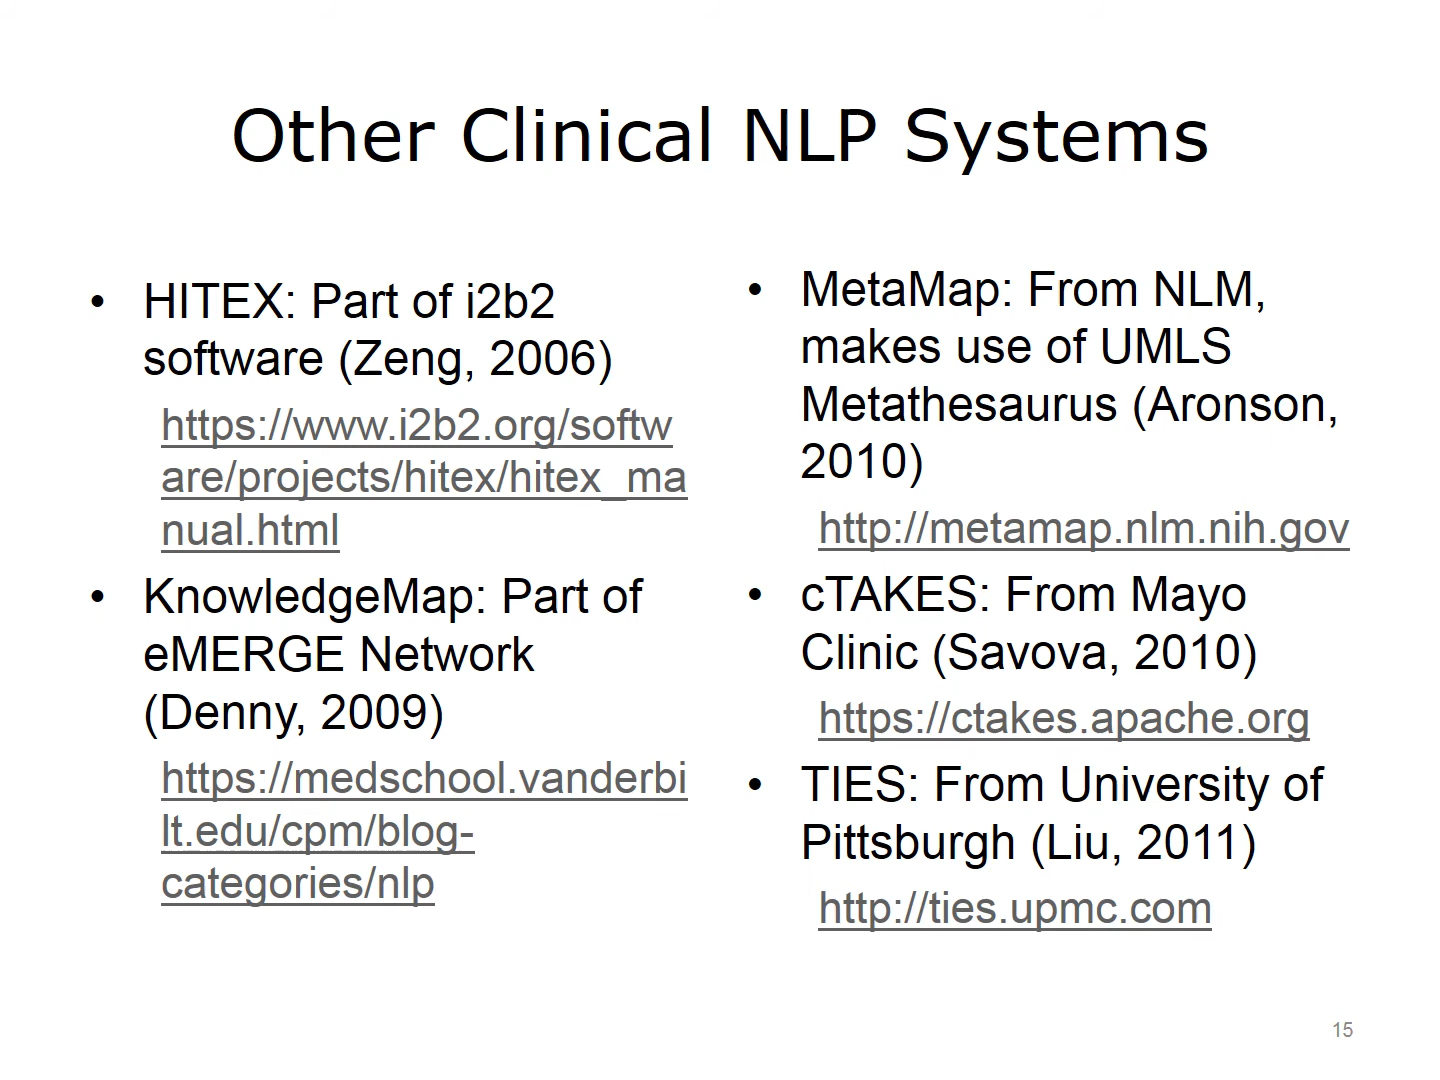 Other Clinical NLP Systems
• HITEX: Part of i2b2
software (Zeng, 2006)
https://www.i2b2.org/softw
are/projects/hitex/hitex_ma
nual.html
• KnowledgeMap: Part of
eMERGE Network
(Denny, 2009)
https://medschool.vanderbi
lt.edu/cpm/blog-
categories/nlp
• MetaMap: From NLM,
makes use of UMLS
Metathesaurus (Aronson,
2010)
http://metamap.nlm.nih.gov
• cTAKES: From Mayo
Clinic (Savova, 2010)
https://ctakes.apache.org
• TIES: From University of
Pittsburgh (Liu, 2011)
http://ties.upmc.com
15